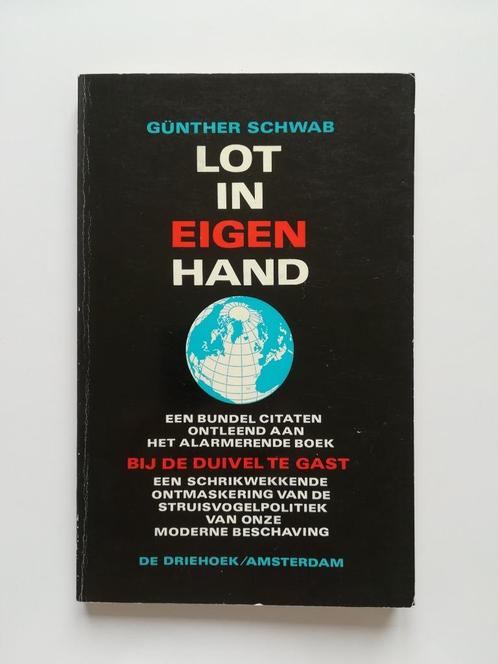 GÜNTHER SCHWAB
LOT
IN
EIGEN
HAND
EEN BUNDEL CITATEN
ONTLEEND AAN
HET ALARMERENDE BOEK
BIJ DE DUIVEL TE GAST
EEN SCHRIKWEKKENDE
ONTMASKERING VAN DE
STRUISVOGELPOLITIEK
VAN ONZE
MODERNE BESCHAVING
DE DRIEHOEK/AMSTERDAM